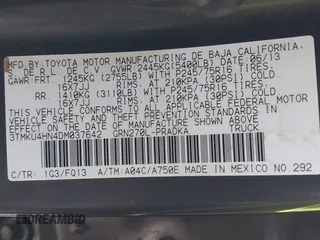 MFD.BY:TOYOTA MOTOR MANUFACTURING DE BAJA CALIFORNIA,
S. DE R.L. DE C.V. GVWR 2445KG(5400LB) DATE: 06/13
GAWR FRT. 1245KG (2755LB) WITH P245/75R16 TIRES,
16X7JJ RIMS, AT 210KPA (30PSI) COLD
RR. 1410KG (3110LB) WITH P245/75R16 TIRES,
16X7JJ RIMS, AT 210KPA (30PSI) COLD
THIS VEHICLE CONFORMS TO ALL APPLICABLE FEDERAL
MOTOR VEHICLE SAFETY STANDARDS IN EFFECT ON THE
DATE OF MANUFACTURE SHOWN ABOVE.
3TMKU4HN4DM037642 GRN270L-PRADKA TRUCK
C/TR: 1G3/FQ13 A/TM:A04C/A750E MADE IN MEXICO NO.292
© DREAMBID